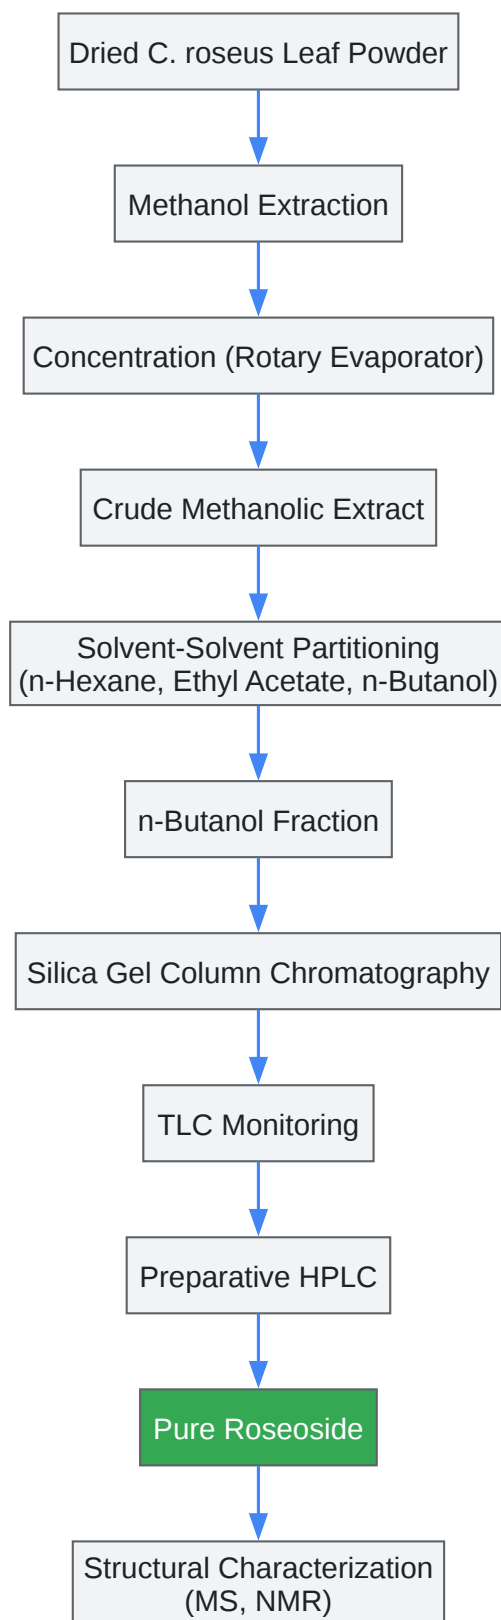 Dried C. roseus Leaf Powder
Methanol Extraction
Concentration (Rotary Evaporator)
Crude Methanolic Extract
Solvent-Solvent Partitioning
(n-Hexane, Ethyl Acetate, n-Butanol)
n-Butanol Fraction
Silica Gel Column Chromatography
TLC Monitoring
Preparative HPLC
Pure Roseoside
Structural Characterization
(MS, NMR)